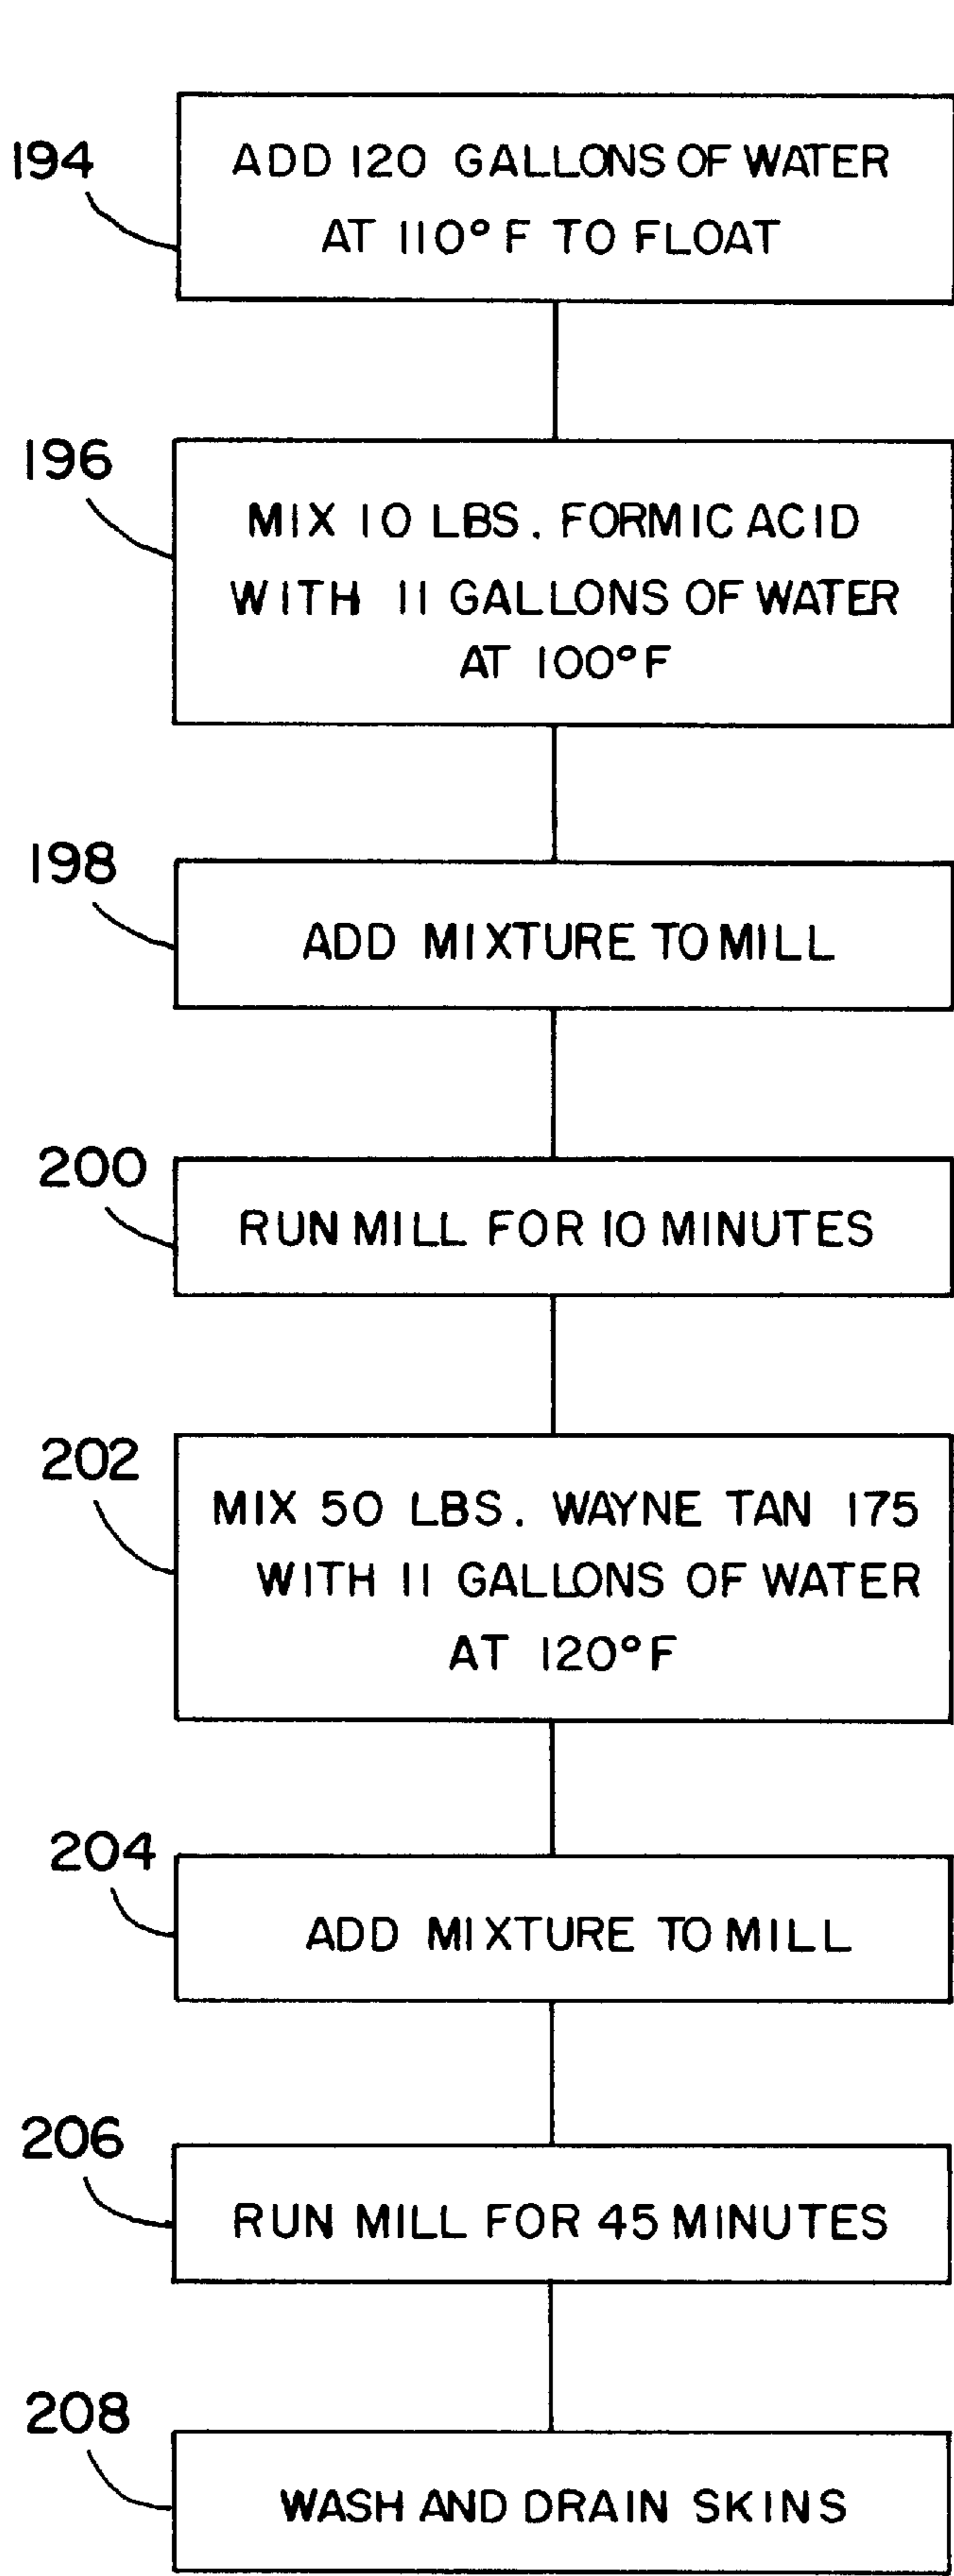 194
ADD 120 GALLONS OF WATER
AT 110°F TO FLOAT
196
MIX 10 LBS. FORMIC ACID
WITH 11 GALLONS OF WATER
AT 100°F
198
ADD MIXTURE TO MILL
200
RUN MILL FOR 10 MINUTES
202
MIX 50 LBS. WAYNE TAN 175
WITH 11 GALLONS OF WATER
AT 120°F
204
ADD MIXTURE TO MILL
206
RUN MILL FOR 45 MINUTES
208
WASH AND DRAIN SKINS